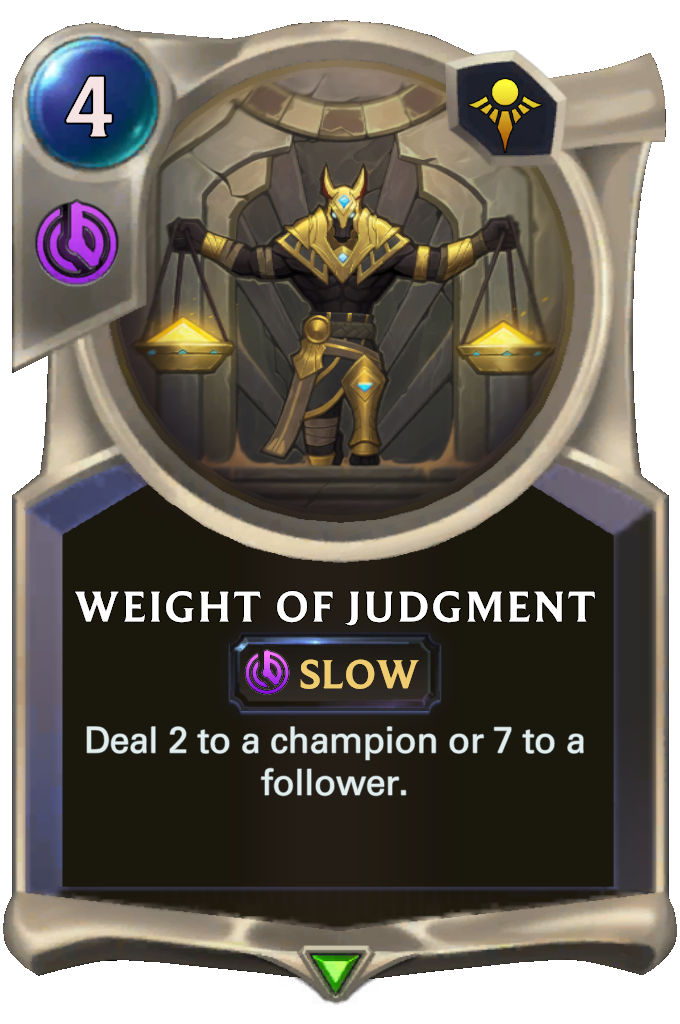 4
WEIGHT OF JUDGMENT
SLOW
Deal 2 to a champion or 7 to a
follower.